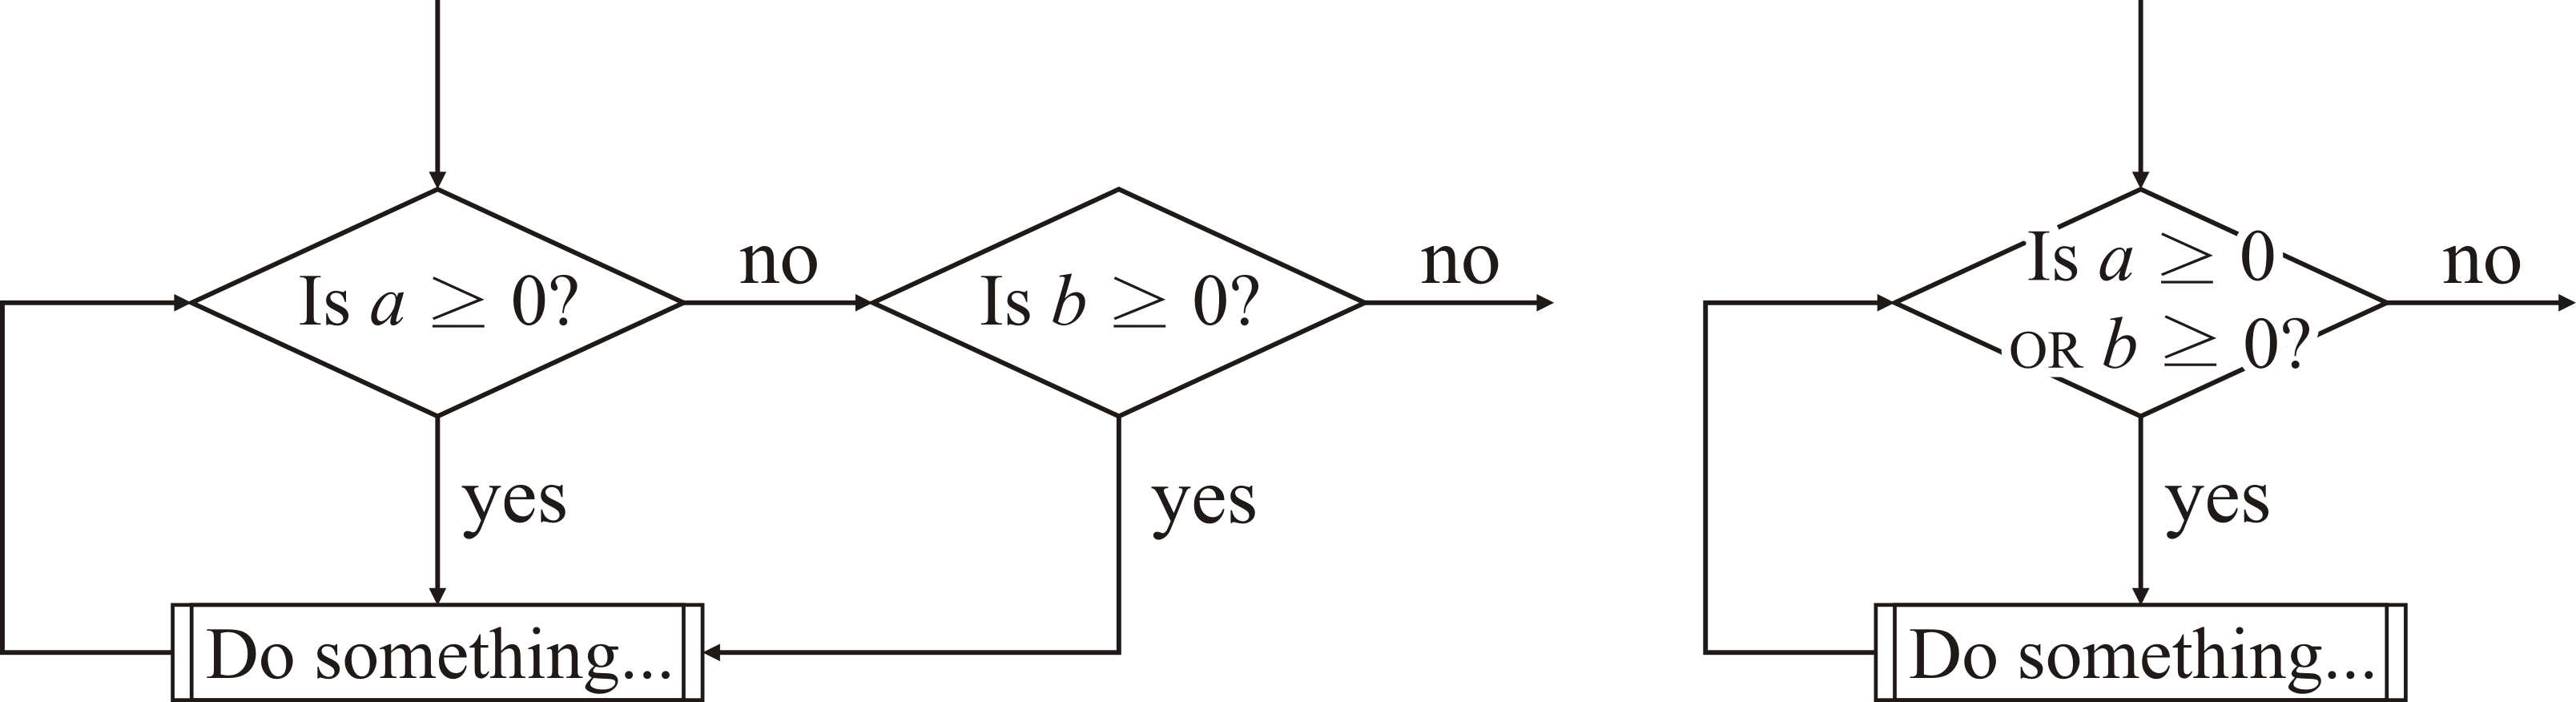 Is a ≥ 0?
no
Is b ≥ 0?
no
yes
yes
Do something...
Is a ≥ 0
OR b ≥ 0?
no
yes
Do something...